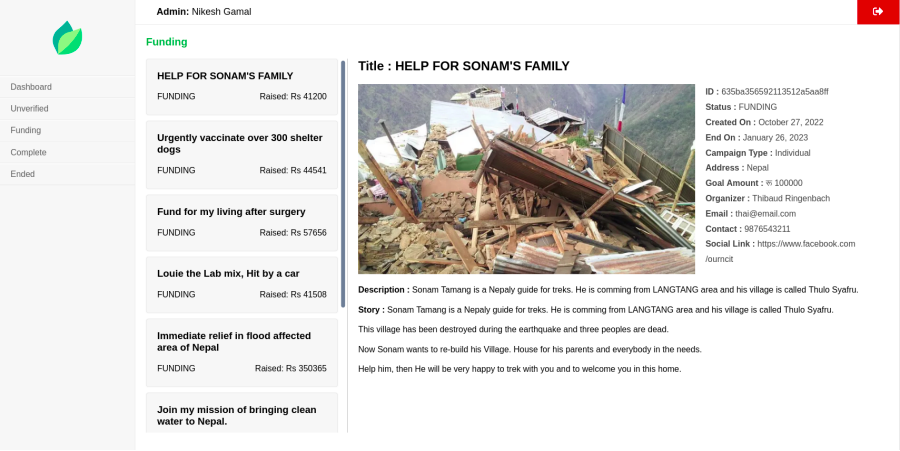 Admin: Nikesh Gamal
Dashboard
Unverified
Funding
Complete
Ended
Funding
HELP FOR SONAM'S FAMILY
FUNDING Raised: Rs 41200
Urgently vaccinate over 300 shelter
dogs
FUNDING Raised: Rs 44541
Fund for my living after surgery
FUNDING Raised: Rs 57656
Louie the Lab mix, Hit by a car
FUNDING Raised: Rs 41508
Immediate relief in flood affected
area of Nepal
FUNDING Raised: Rs 350365
Join my mission of bringing clean
water to Nepal.
Title : HELP FOR SONAM'S FAMILY
ID : 635ba356592113512a5aa8ff
Status : FUNDING
Created On : October 27, 2022
End On : January 26, 2023
Campaign Type : Individual
Address : Nepal
Goal Amount : रू 100000
Organizer : Thibaud Ringenbach
Email : thai@email.com
Contact : 9876543211
Social Link : https://www.facebook.com
/ourncit
Description : Sonam Tamang is a Nepaly guide for treks. He is comming from LANGTANG area and his village is called Thulo Syafru.
Story : Sonam Tamang is a Nepaly guide for treks. He is comming from LANGTANG area and his village is called Thulo Syafru.
This village has been destroyed during the earthquake and three peoples are dead.
Now Sonam wants to re-build his Village. House for his parents and everybody in the needs.
Help him, then He will be very happy to trek with you and to welcome you in this home.